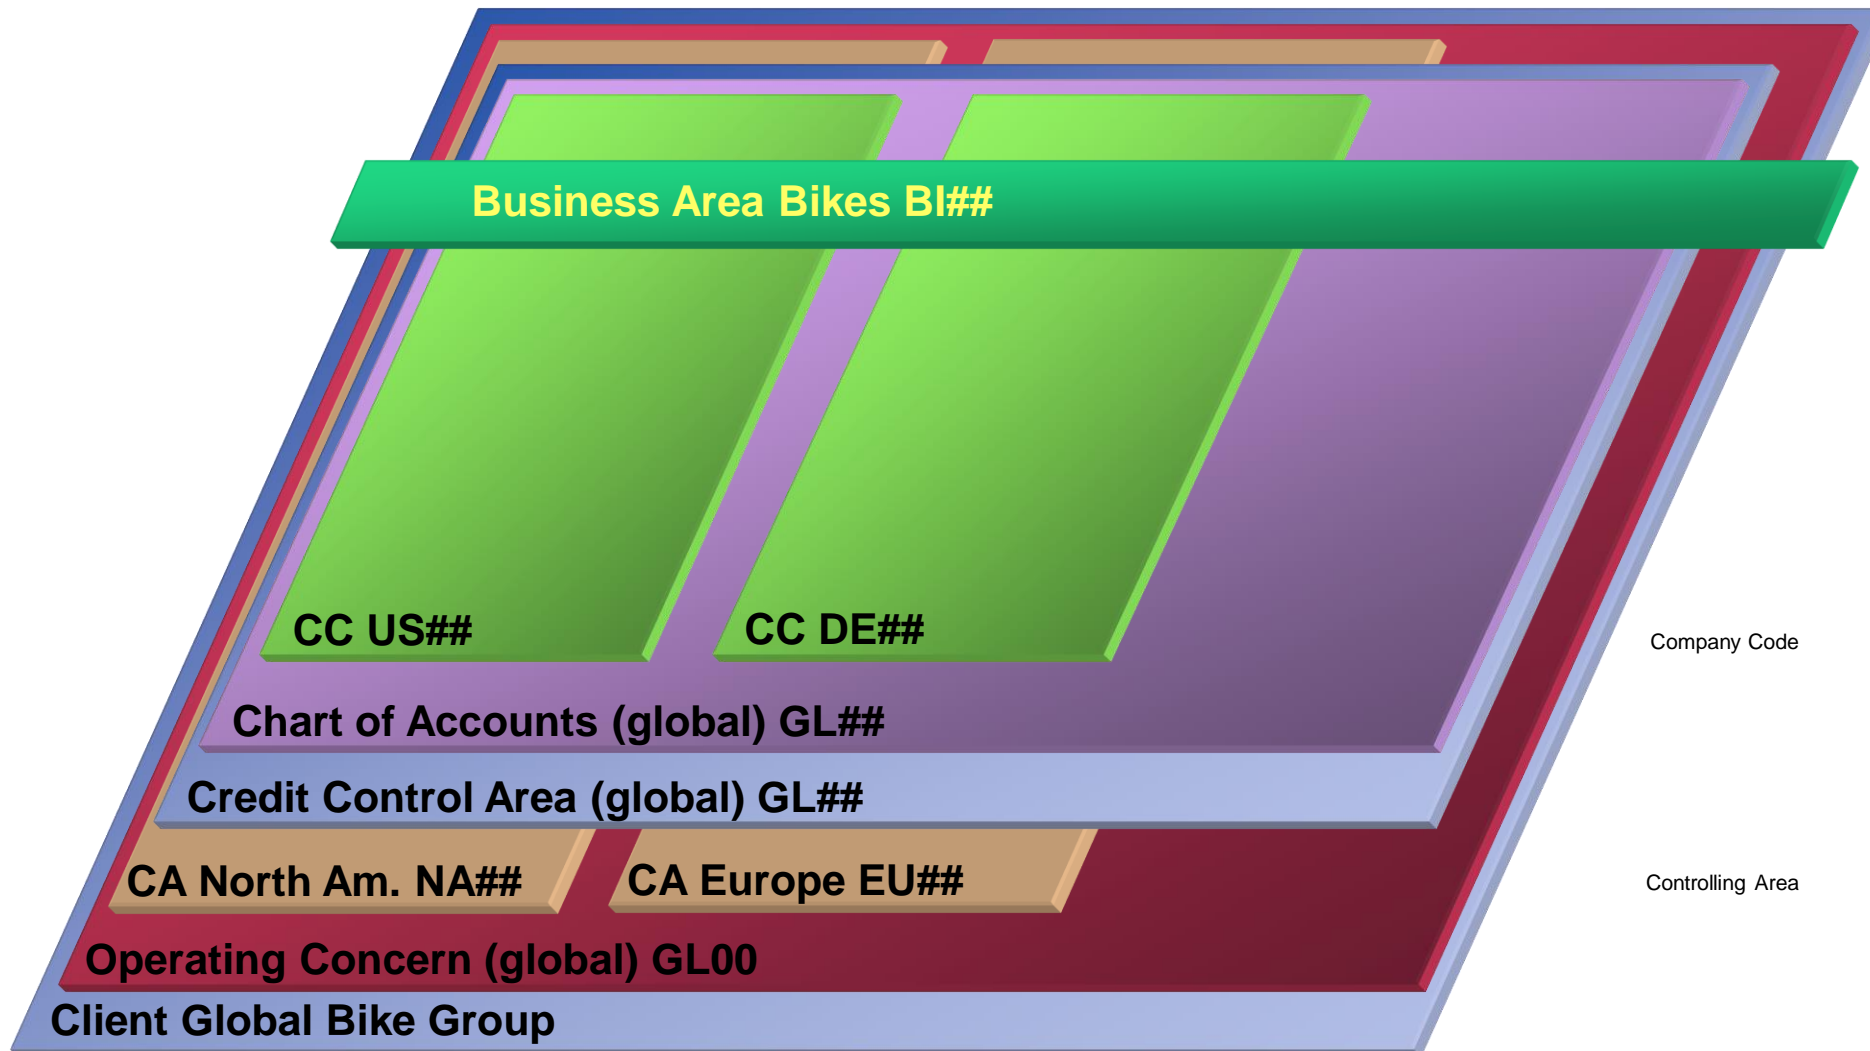 Business Area Bikes BI##
CC US##
CC DE##
Company Code
Chart of Accounts (global) GL##
Credit Control Area (global) GL##
CA North Am. NA##
CA Europe EU##
Controlling Area
Operating Concern (global) GL00
Client Global Bike Group